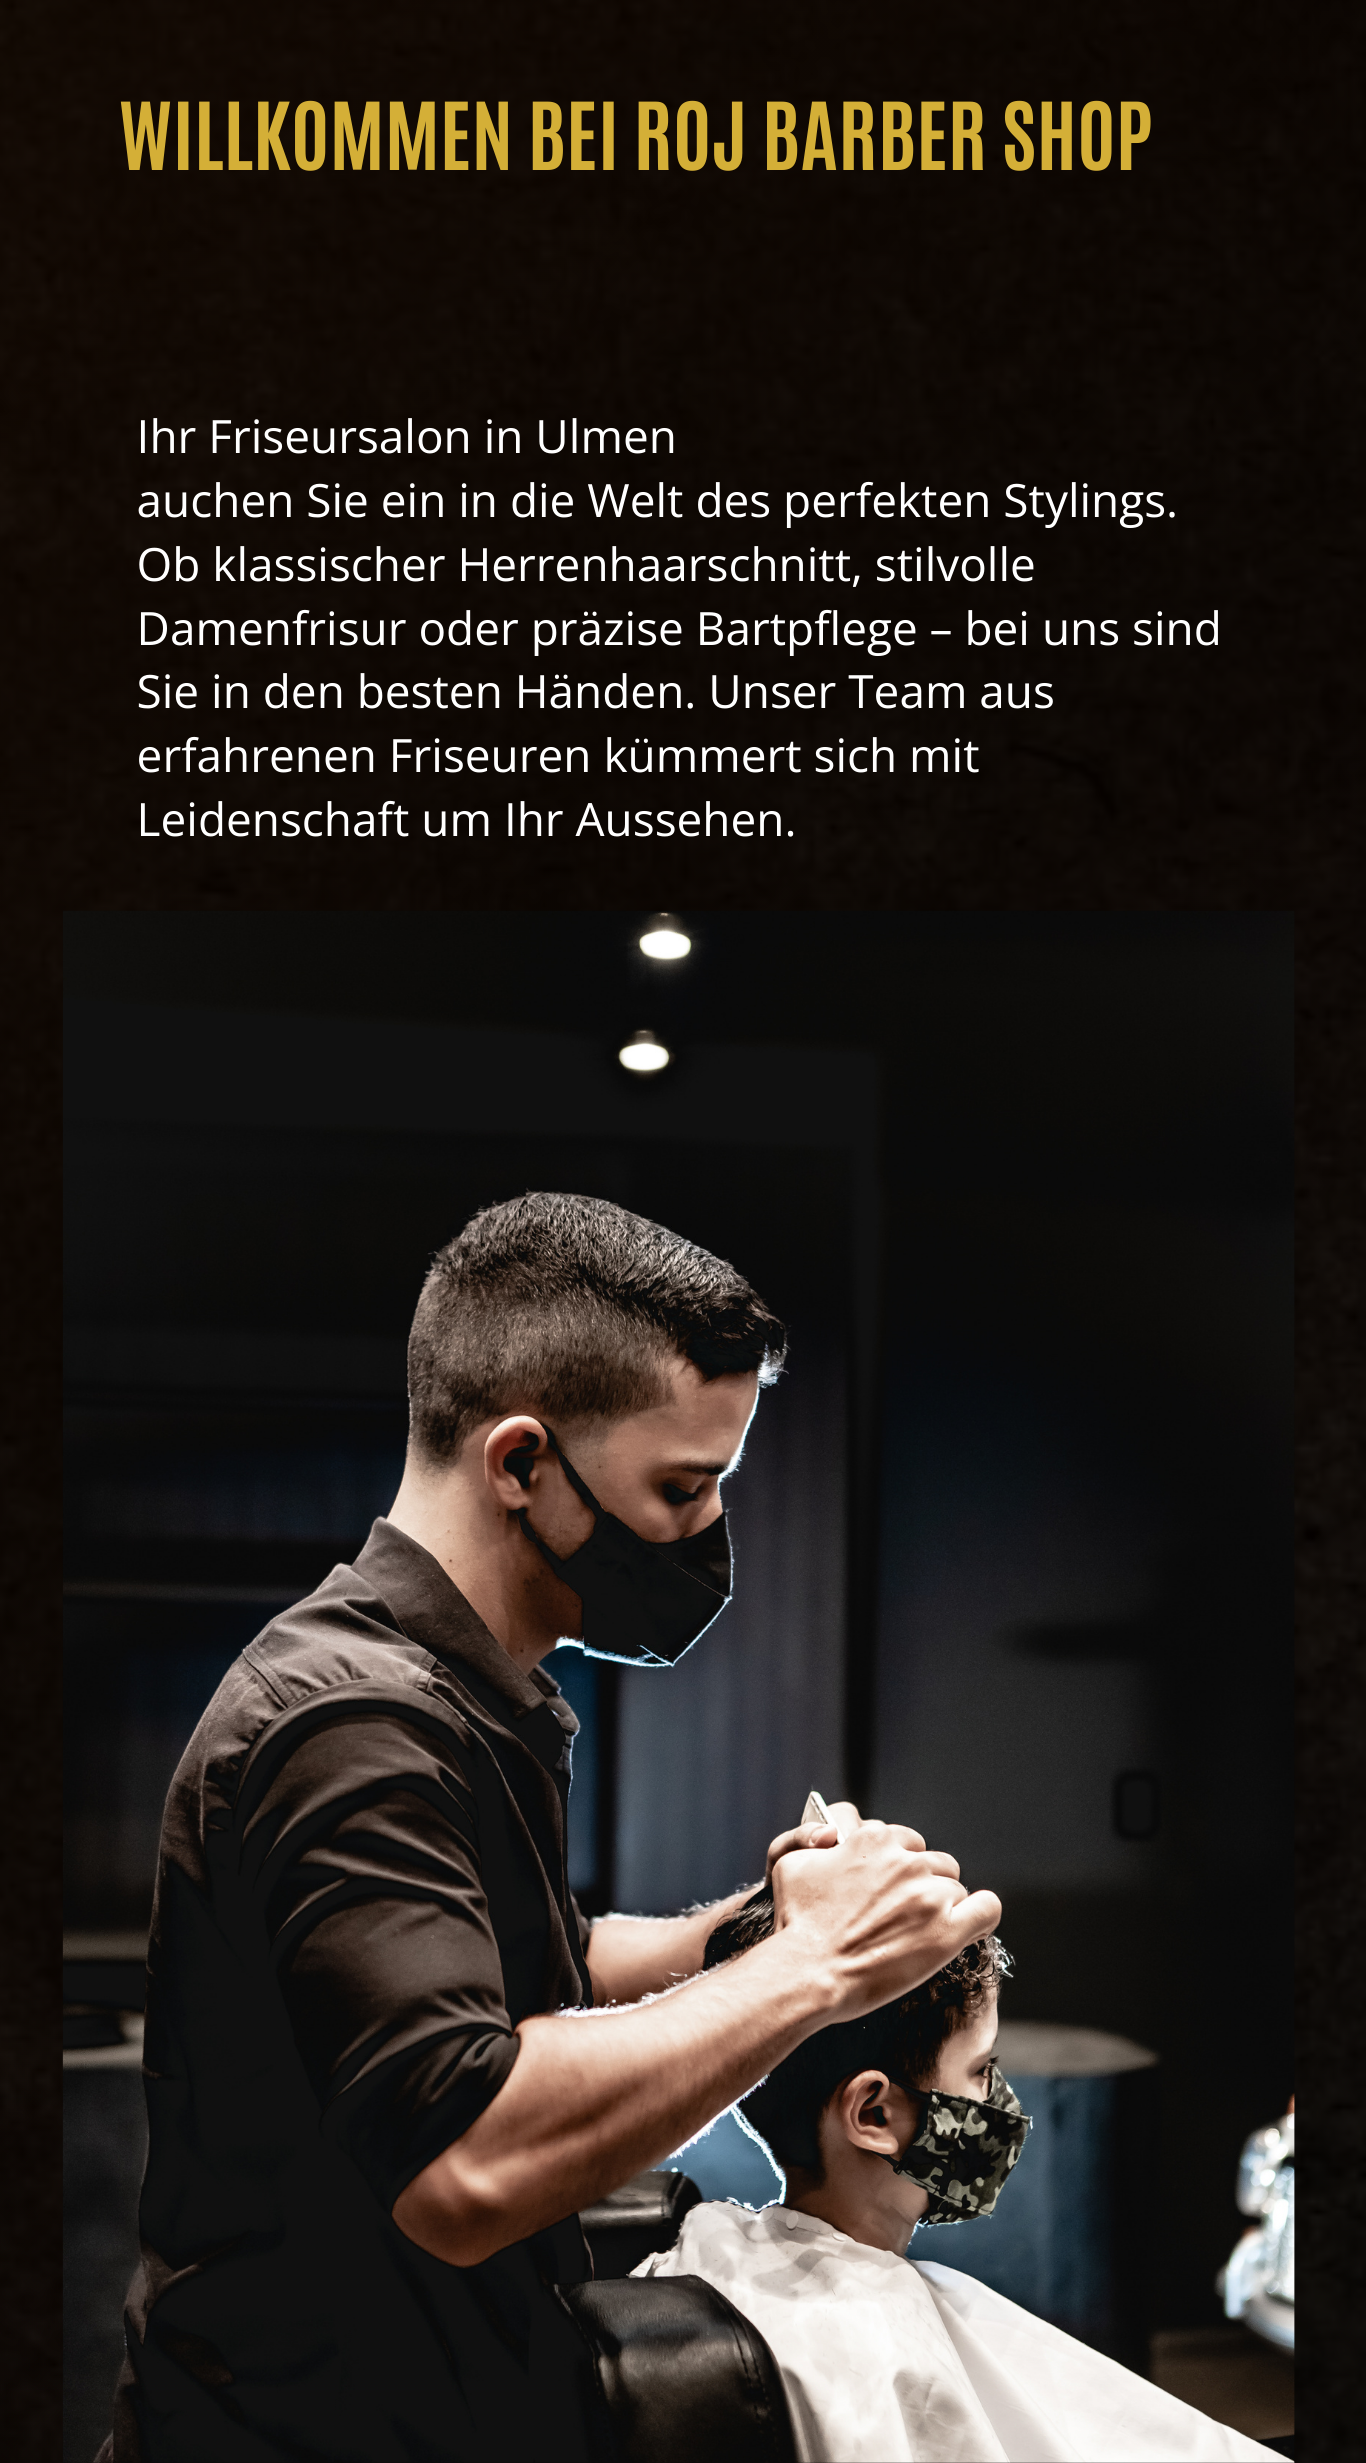 WILLKOMMEN BEI ROJ BARBER SHOP
Ihr Friseursalon in Ulmen
auchen Sie ein in die Welt des perfekten Stylings.
Ob klassischer Herrenhaarschnitt, stilvolle
Damenfrisur oder präzise Bartpflege – bei uns sind
Sie in den besten Händen. Unser Team aus
erfahrenen Friseuren kümmert sich mit
Leidenschaft um Ihr Aussehen.